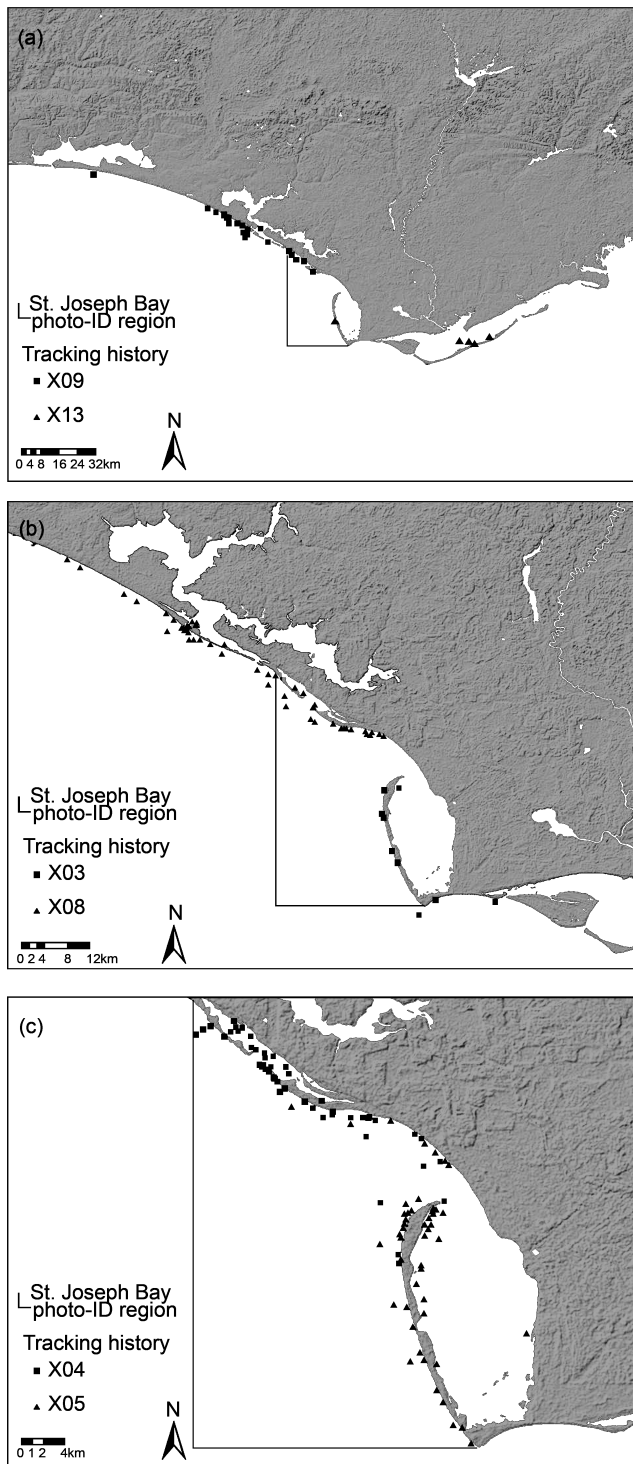 (a)
St. Joseph Bay
photo-ID region
Tracking history
X09
X13
N
0 4 8 16 24 32km
(b)
St. Joseph Bay
photo-ID region
Tracking history
X03
X08
N
0 2 4 8 12km
(c)
St. Joseph Bay
photo-ID region
Tracking history
X04
X05
N
0 1 2 4km